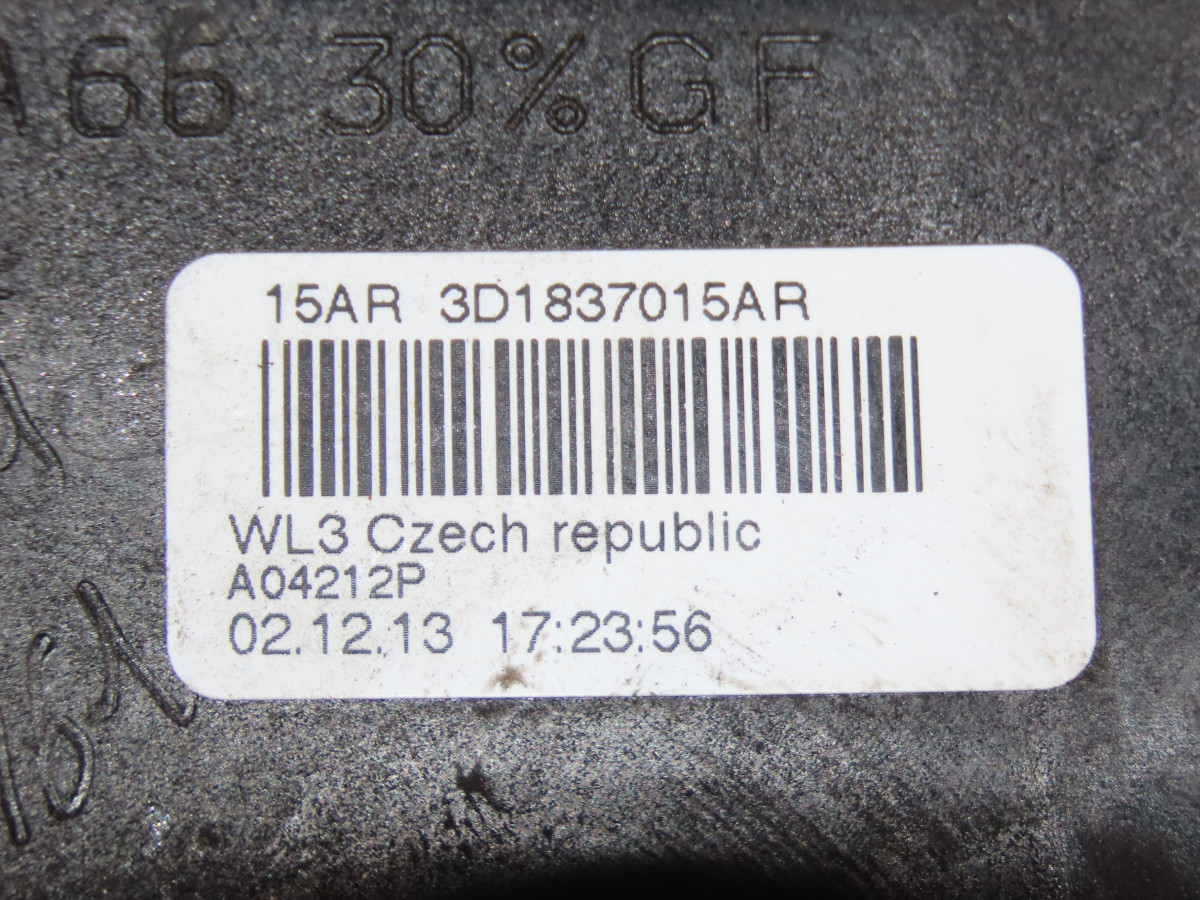 A66 30%GF
15AR 3D1837015AR
WL3 Czech republic
A04212P
02.12.13 17:23:56